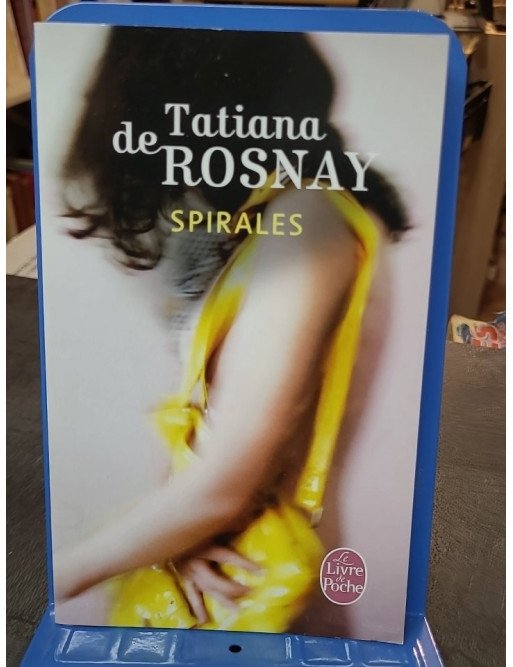 Tatiana
de ROSNAY
SPIRALES
Le
Livre
de
Poche